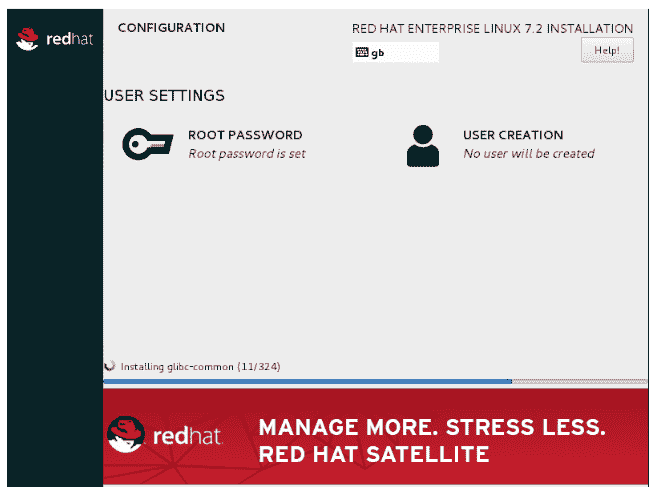 redhat
CONFIGURATION
RED HAT ENTERPRISE LINUX 7.2 INSTALLATION
gb
Help!
USER SETTINGS
ROOT PASSWORD
Root password is set
USER CREATION
No user will be created
Installing glibc-common (11/324)
redhat.
MANAGE MORE. STRESS LESS.
RED HAT SATELLITE